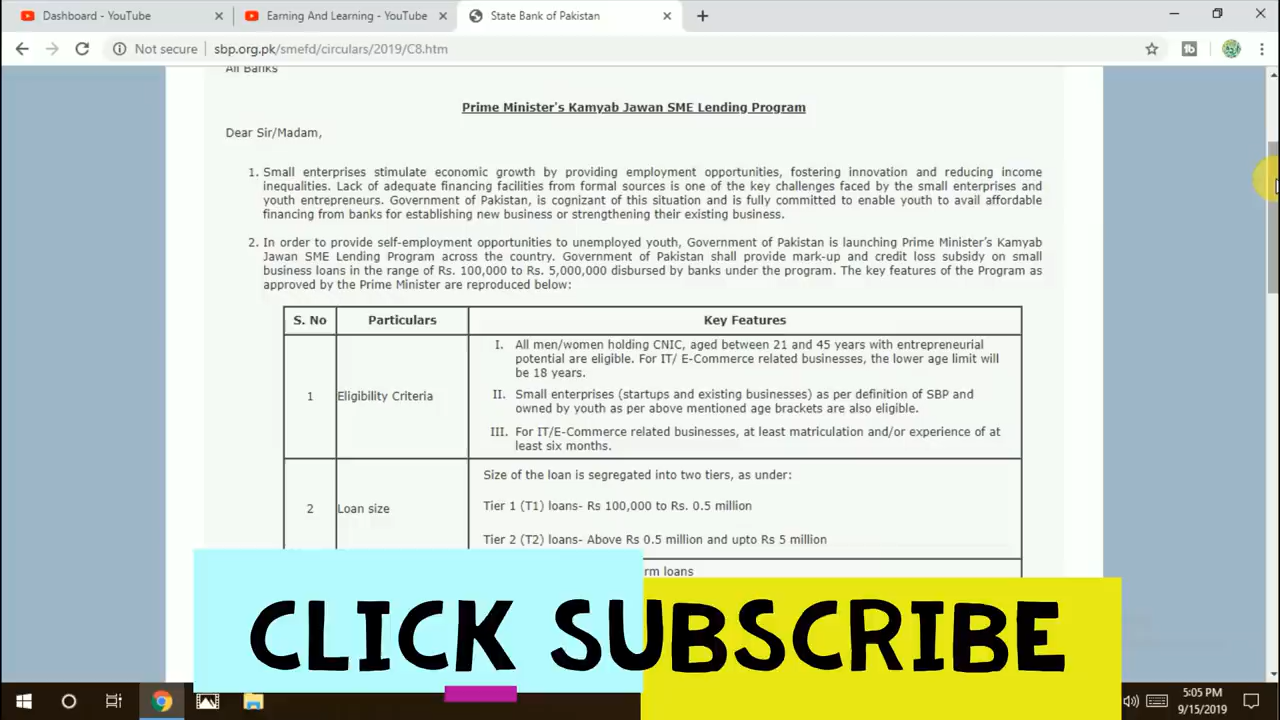 Dashboard - YouTube
Earning And Learning - YouTube
State Bank of Pakistan
Not secure
sbp.org.pk/smefd/circulars/2019/C8.htm
All Banks
Prime Minister's Kamyab Jawan SME Lending Program
Dear Sir/Madam,
1. Small enterprises stimulate economic growth by providing employment opportunities, fostering innovation and reducing income
inequalities. Lack of adequate financing facilities from formal sources is one of the key challenges faced by the small enterprises and
youth entrepreneurs. Government of Pakistan, is cognizant of this situation and is fully committed to enable youth to avail affordable
financing from banks for establishing new business or strengthening their existing business.
2. In order to provide self-employment opportunities to unemployed youth, Government of Pakistan is launching Prime Minister's Kamyab
Jawan SME Lending Program across the country. Government of Pakistan shall provide mark-up and credit loss subsidy on small
business loans in the range of Rs. 100,000 to Rs. 5,000,000 disbursed by banks under the program. The key features of the Program as
approved by the Prime Minister are reproduced below:
S. No Particulars Key Features
1 Eligibility Criteria
I. All men/women holding CNIC, aged between 21 and 45 years with entrepreneurial
potential are eligible. For IT/ E-Commerce related businesses, the lower age limit will
be 18 years.
II. Small enterprises (startups and existing businesses) as per definition of SBP and
owned by youth as per above mentioned age brackets are also eligible.
III. For IT/E-Commerce related businesses, at least matriculation and/or experience of at
least six months.
2 Loan size
Size of the loan is segregated into two tiers, as under:
Tier 1 (T1) loans- Rs 100,000 to Rs. 0.5 million
Tier 2 (T2) loans- Above Rs 0.5 million and upto Rs 5 million
rm loans
CLICK SUBSCRIBE
5:05 PM
9/15/2019